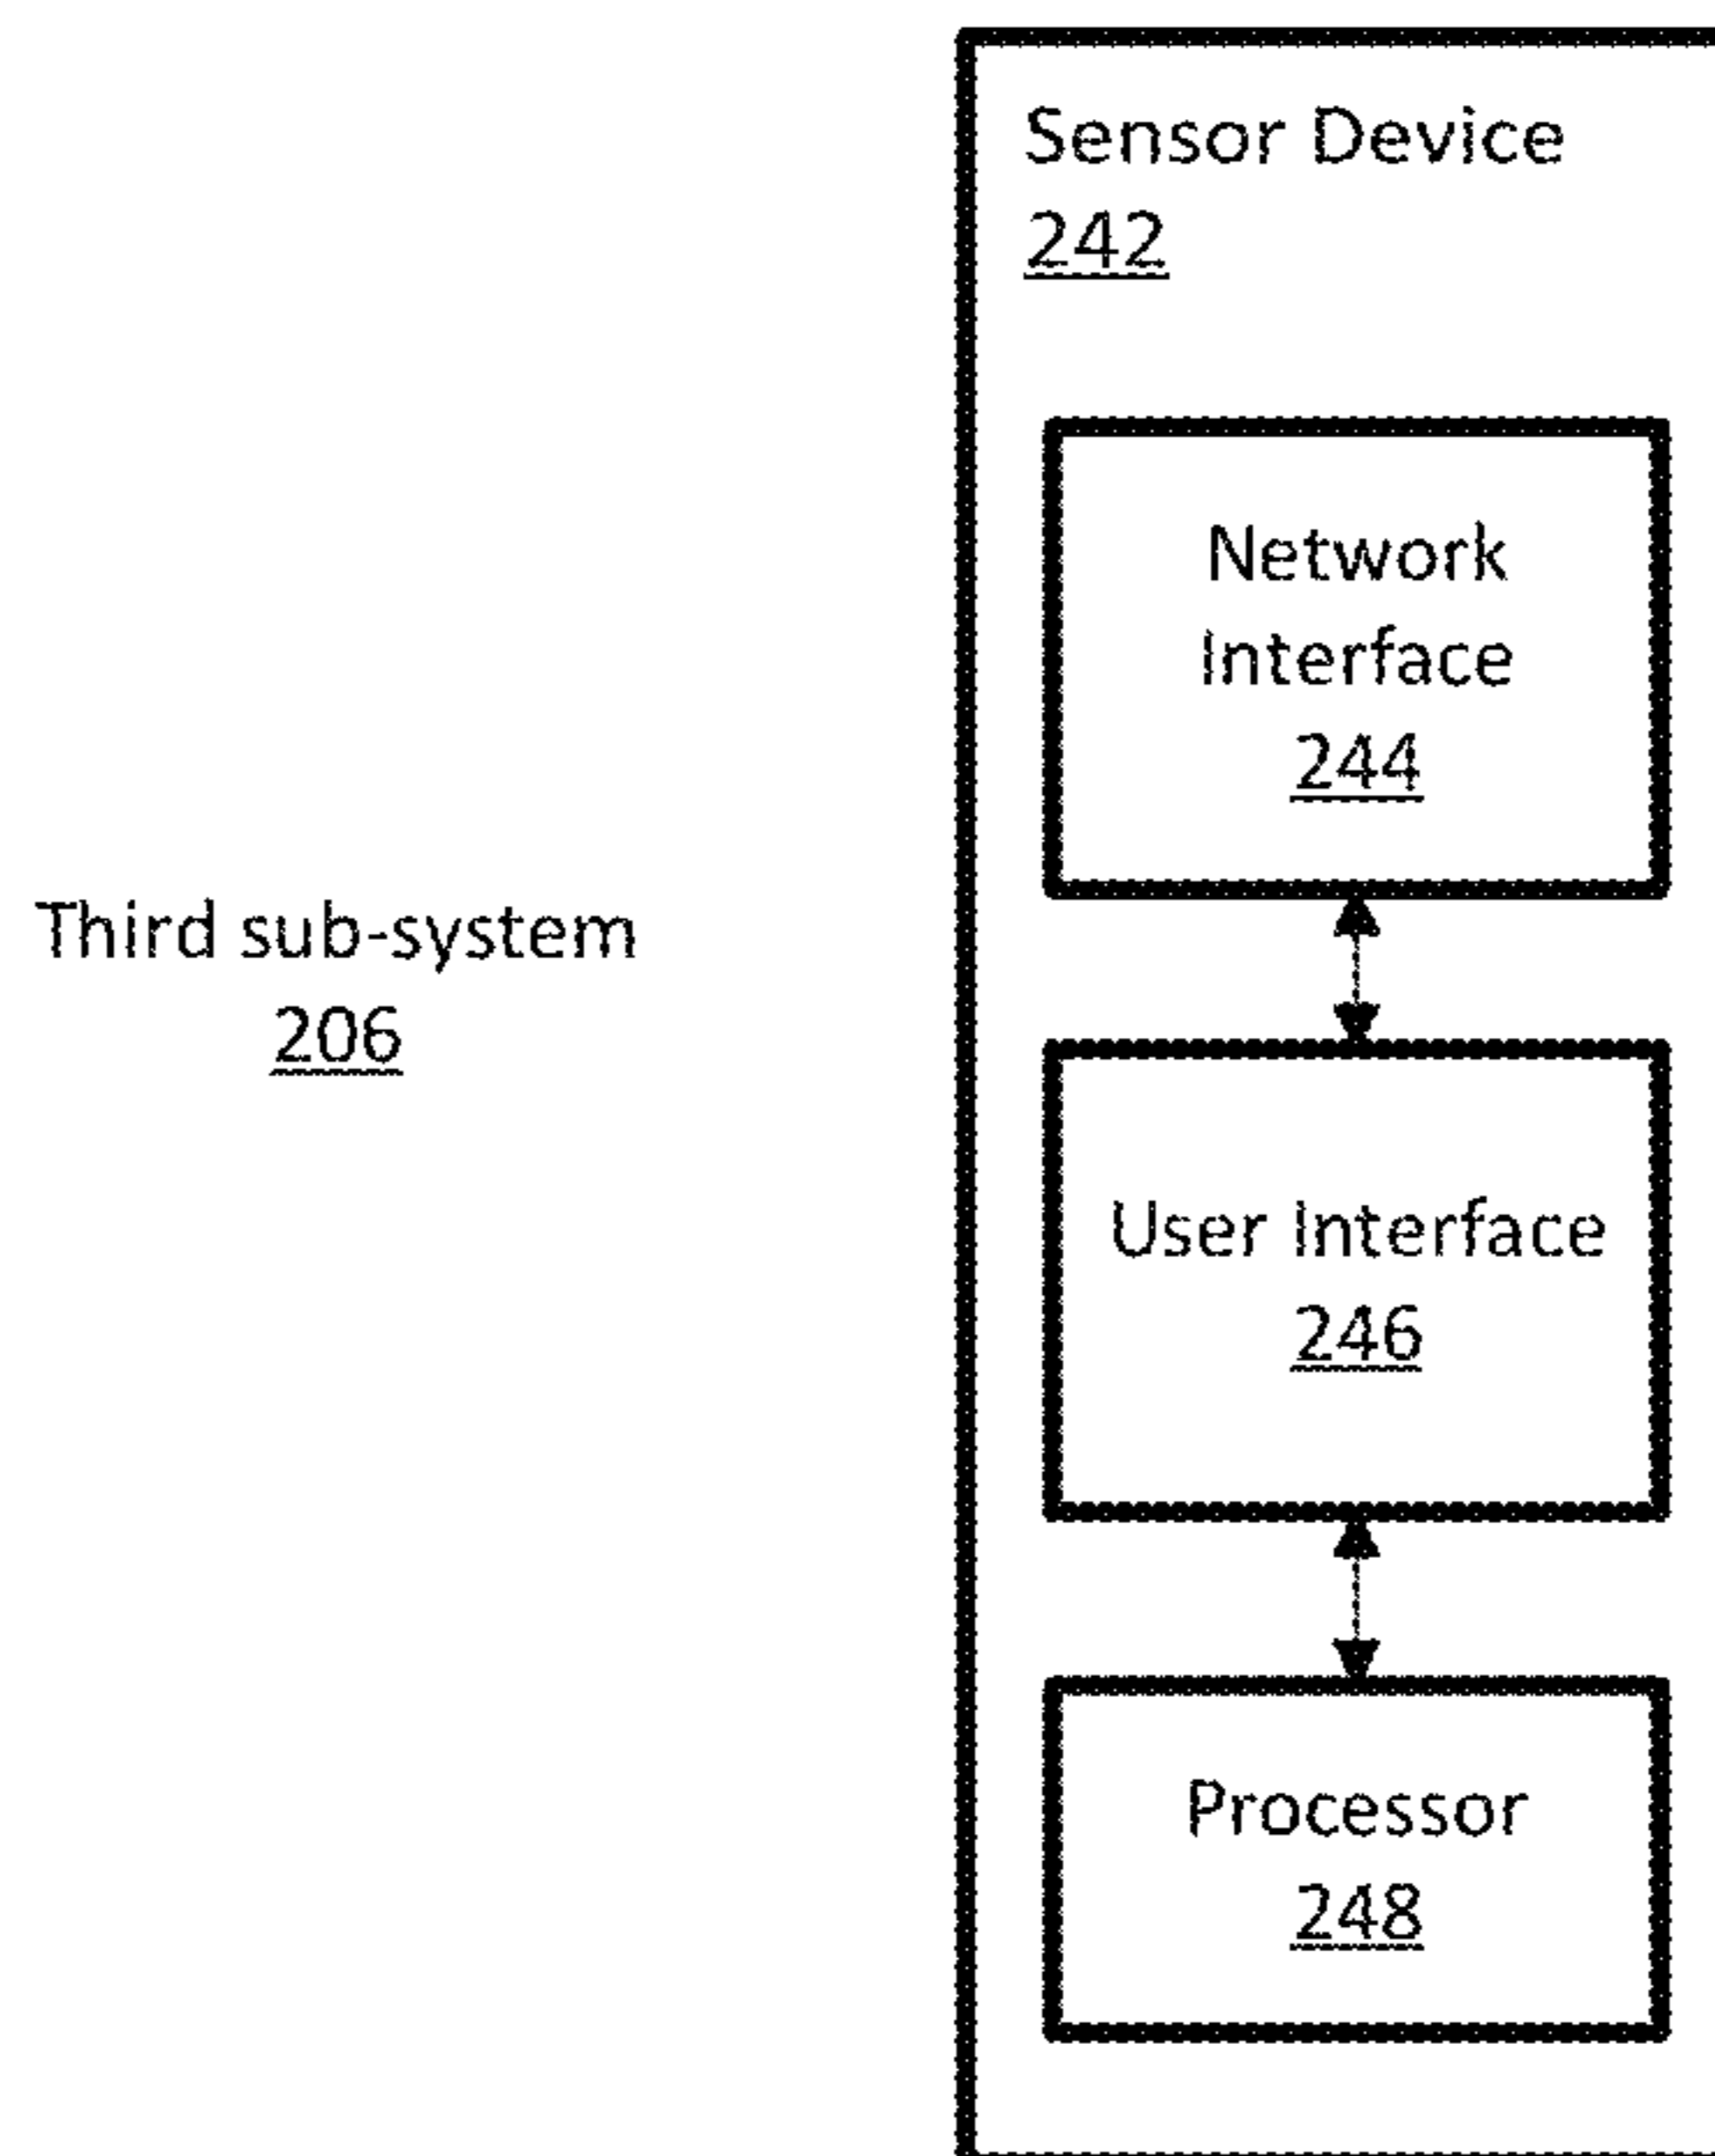 Third sub-system
206
Sensor Device
242
Network
Interface
244
User Interface
246
Processor
248